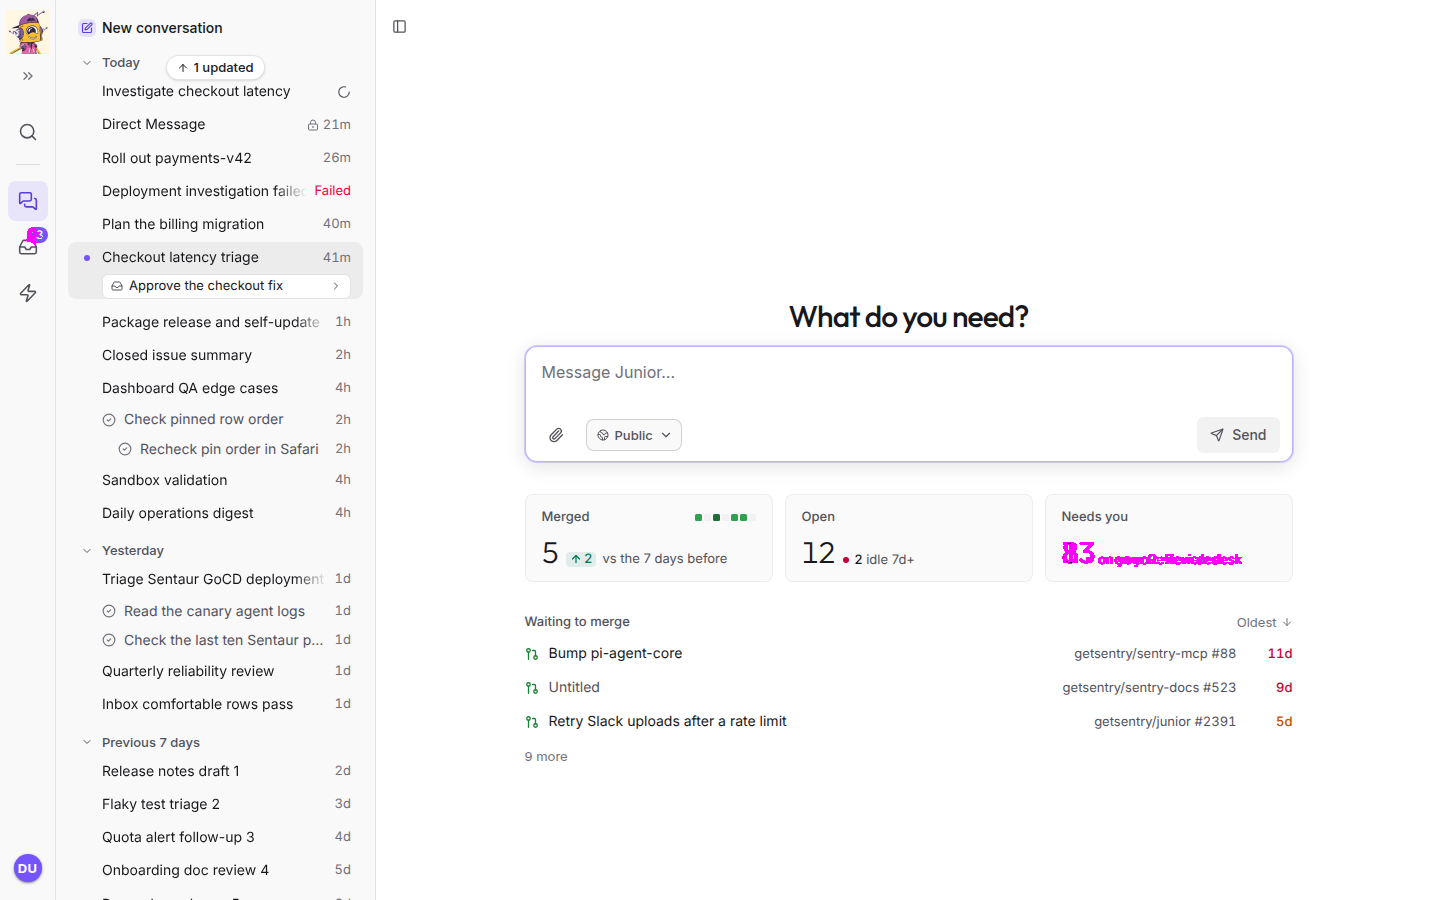 New conversation
Today
1 updated
Investigate checkout latency
Direct Message 21m
Roll out payments-v42 26m
Deployment investigation failed Failed
Plan the billing migration 40m
Checkout latency triage 41m
Approve the checkout fix
Package release and self-update 1h
Closed issue summary 2h
Dashboard QA edge cases 4h
Check pinned row order 2h
Recheck pin order in Safari 2h
Sandbox validation 4h
Daily operations digest 4h
Yesterday
Triage Sentaur GoCD deployment 1d
Read the canary agent logs 1d
Check the last ten Sentaur p... 1d
Quarterly reliability review 1d
Inbox comfortable rows pass 1d
Previous 7 days
Release notes draft 1 2d
Flaky test triage 2 3d
Quota alert follow-up 3 4d
Onboarding doc review 4 5d
DU
What do you need?
Message Junior...
Public
Send
Merged
5 2 vs the 7 days before
Open
12 2 idle 7d+
Needs you
Waiting to merge Oldest
Bump pi-agent-core getsentry/sentry-mcp #88 11d
Untitled getsentry/sentry-docs #523 9d
Retry Slack uploads after a rate limit getsentry/junior #2391 5d
9 more